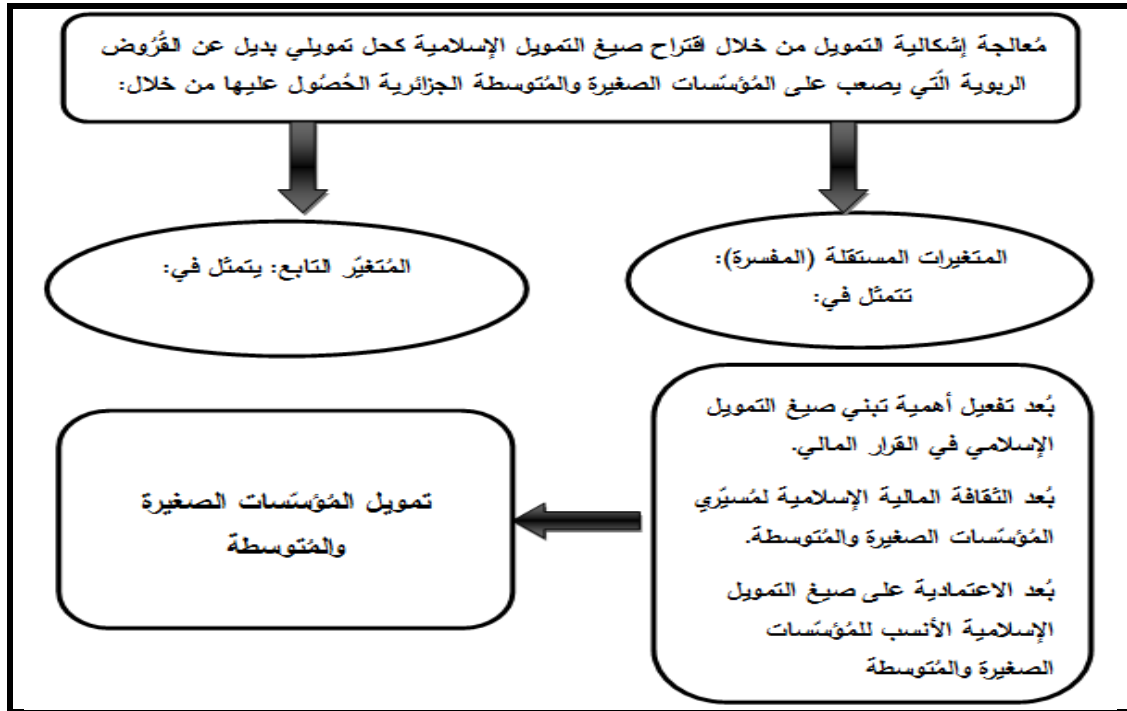 مُعالجة إشكالية التمويل من خلال اقتراح صيغ التمويل الإسلامية كحل تمويلي بديل عن القُرُوض
الربوية الّتي يصعب على المُؤسّسات الصغيرة والمُتوسطة الجزائرية الحُصُول عليها من خلال:
المتغيرات المستقلة (المفسرة):
تتمثل في:
المُتغيّر التابع: يتمثل في:
بُعد تفعيل أهمية تبني صيغ التمويل
الإسلامي في القرار المالي.
بُعد الثقافة المالية الإسلامية لمُسيّري
المُؤسّسات الصغيرة والمُتوسطة.
بُعد الاعتمادية على صيغ التمويل
الإسلامية الأنسب للمُؤسّسات
الصغيرة والمُتوسطة
تمويل المُؤسّسات الصغيرة
والمُتوسطة